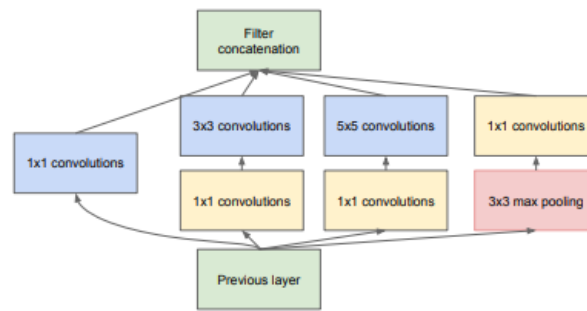 Filter
concatenation
3x3 convolutions
5x5 convolutions
1x1 convolutions
1x1 convolutions
1x1 convolutions
1x1 convolutions
3x3 max pooling
Previous layer